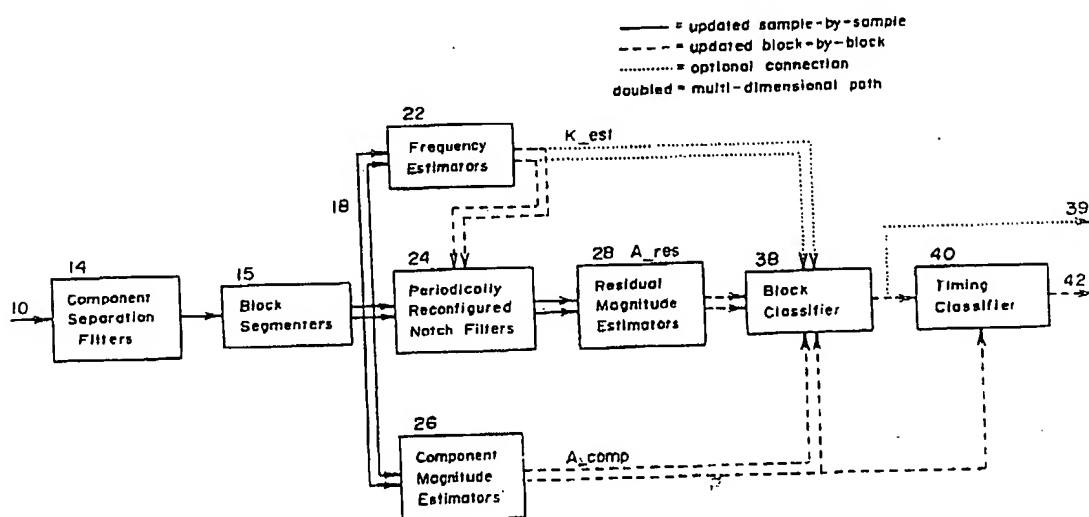 = updated sample-by-sample
= updated block-by-block
= optional connection
doubled = multi-dimensional path
22
Frequency
Estimators
K_est
18
39
14
Component
Separation
Filters
10
15
Block
Segmenters
24
Periodically
Reconfigured
Notch Filters
28
A_res
Residual
Magnitude
Estimators
38
Block
Classifier
40
Timing
Classifier
42
26
Component
Magnitude
Estimators
A_comp